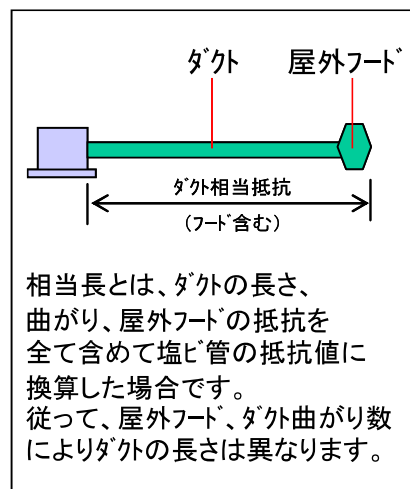 ﾀﾞｸﾄ 屋外ﾌｰﾄﾞ
ﾀﾞｸﾄ相当抵抗
(ﾌｰﾄﾞ含む)
相当長とは、ﾀﾞｸﾄの長さ、
曲がり、屋外ﾌｰﾄﾞの抵抗を
全て含めて塩ﾋﾞ管の抵抗値に
換算した場合です。
従って、屋外ﾌｰﾄﾞ、ﾀﾞｸﾄ曲がり数
によりﾀﾞｸﾄの長さは異なります。